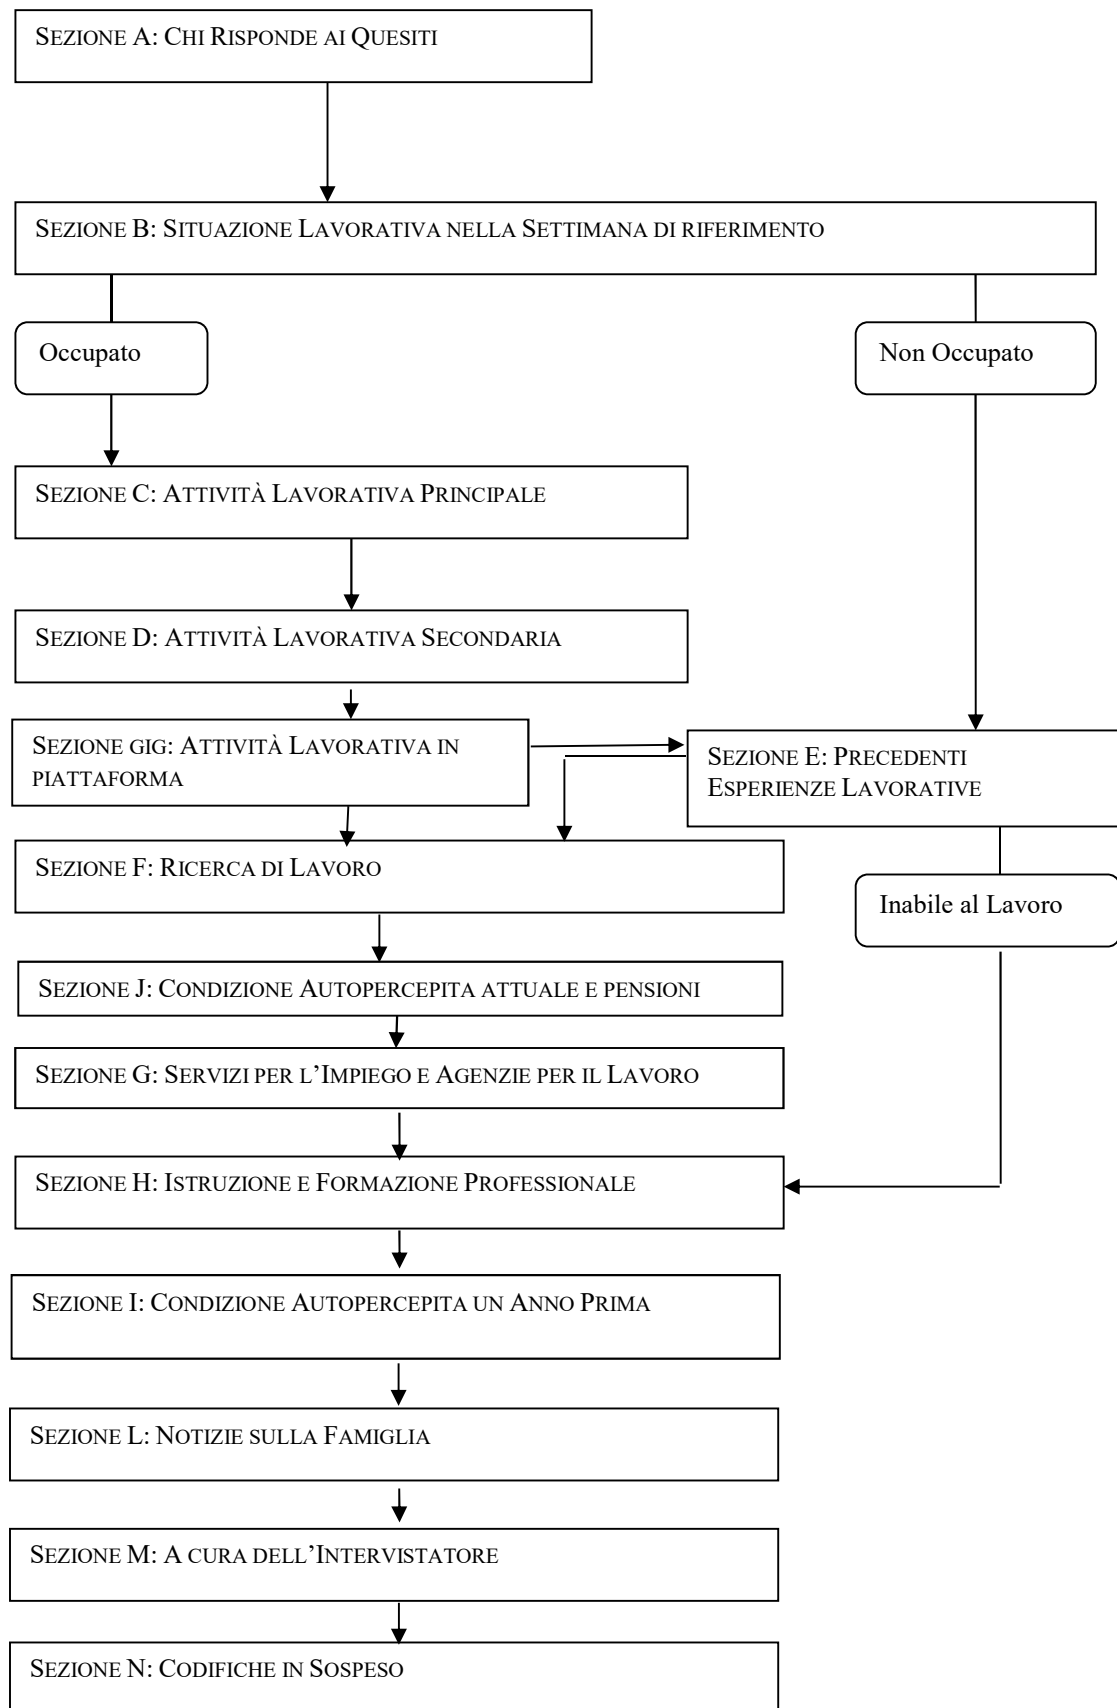 SEZIONE A: CHI RISPONDE AI QUESITI
SEZIONE B: SITUAZIONE LAVORATIVA NELLA SETTIMANA DI RIFERIMENTO
Occupato
Non Occupato
SEZIONE C: ATTIVITÀ LAVORATIVA PRINCIPALE
SEZIONE D: ATTIVITÀ LAVORATIVA SECONDARIA
SEZIONE GIG: ATTIVITÀ LAVORATIVA IN
PIATTAFORMA
SEZIONE E: PRECEDENTI
ESPERIENZE LAVORATIVE
SEZIONE F: RICERCA DI LAVORO
Inabile al Lavoro
SEZIONE J: CONDIZIONE AUTOPERCEPITA ATTUALE E PENSIONI
SEZIONE G: SERVIZI PER L'IMPIEGO E AGENZIE PER IL LAVORO
SEZIONE H: ISTRUZIONE E FORMAZIONE PROFESSIONALE
SEZIONE I: CONDIZIONE AUTOPERCEPITA UN ANNO PRIMA
SEZIONE L: NOTIZIE SULLA FAMIGLIA
SEZIONE M: A CURA DELL'INTERVISTATORE
SEZIONE N: CODIFICHE IN SOSPESO